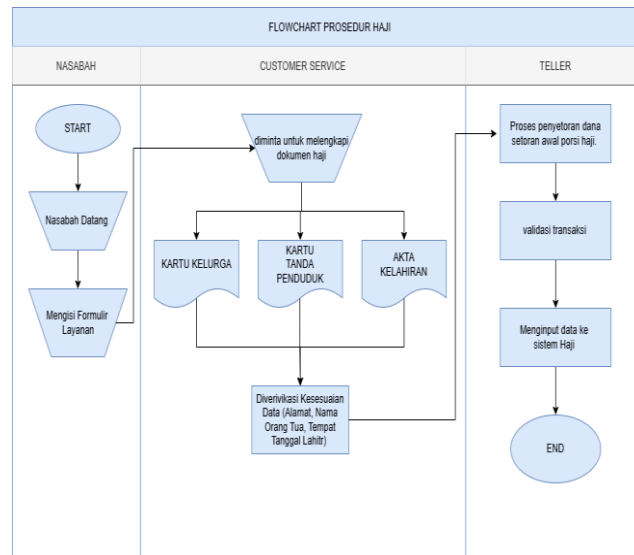 FLOWCHART PROSEDUR HAJI
NASABAH
CUSTOMER SERVICE
TELLER
START
Nasabah Datang
Mengisi Formulir
Layanan
diminta untuk melengkapi
dokumen haji
KARTU KELURGA
KARTU
TANDA
PENDUDUK
AKTA
KELAHIRAN
Diverivikasi Kesesuaian
Data (Alamat, Nama
Orang Tua, Tempat
Tanggal Lahitr)
Proses penyetoran dana
setoran awal porsi haji.
validasi transaksi
Menginput data ke
sistem Haji
END